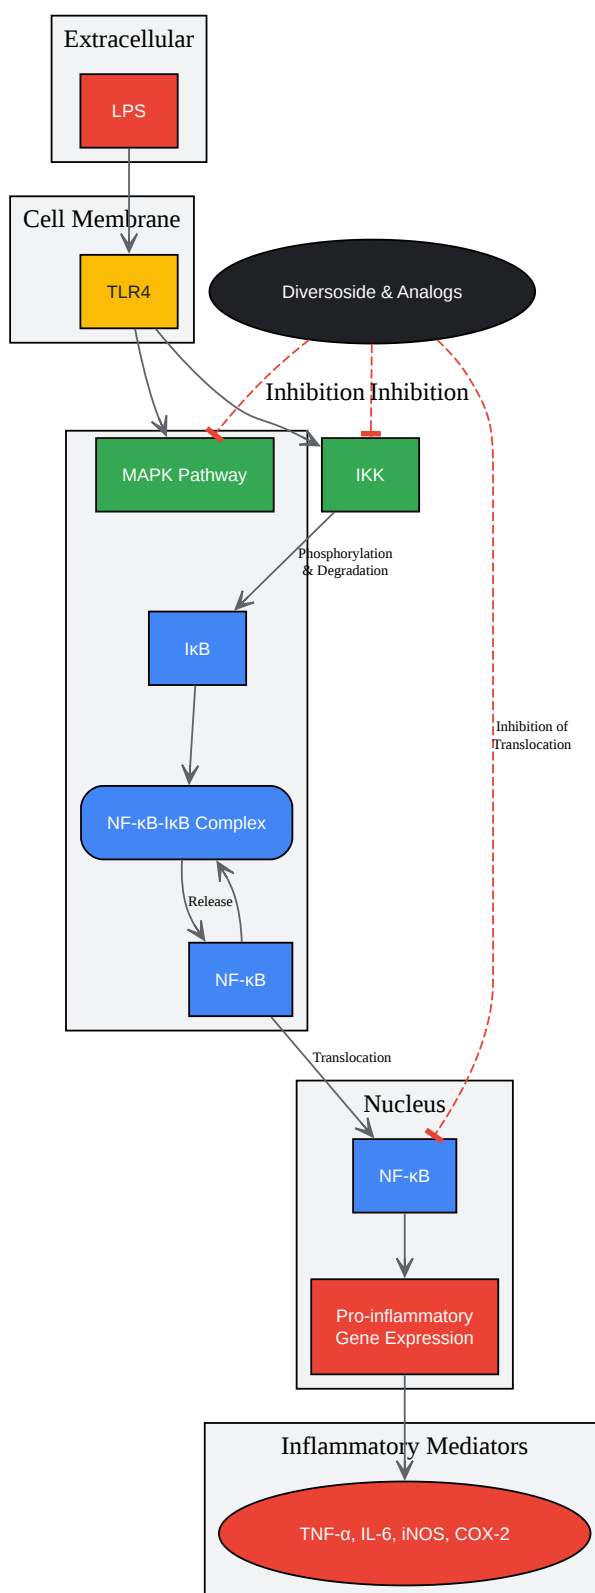 Extracellular
LPS
Cell Membrane
TLR4
Diversoside & Analogs
Inhibition
Inhibition
MAPK Pathway
IKK
Phosphorylation
& Degradation
IκB
Inhibition of
Translocation
NF-κB-IκB Complex
Release
NF-κB
Translocation
Nucleus
NF-κB
Pro-inflammatory
Gene Expression
Inflammatory Mediators
TNF-α, IL-6, iNOS, COX-2